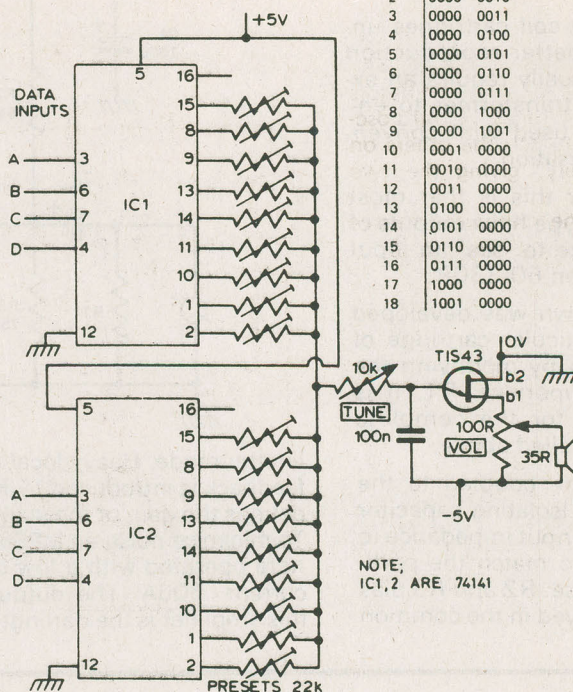 0000 0011
0000 0100
5 0000 0101
6 0000 0110
7 0000 0111
0000 1000
9 0000 1001
10 0001 0000
11 0010 0000
12 0011 0000
0000
14 0101 0000
15 0110 0000
16 0111 0000
17 1000 0000
18 1001 0000
+5V
DATA
INPUTS
A
B
C
D
3
6
7
4
5
12
IC1
16
15
8
9
13
14
11
10
1
2
A
B
C
D
3
6
7
4
5
12
IC2
16
15
8
9
13
14
11
10
1
2
PRESETS 22k
10k
TUNE
100n
TIS43
0V
b2
b1
100R
VOL
35R
-5V
NOTE;
IC1,2 ARE 74141